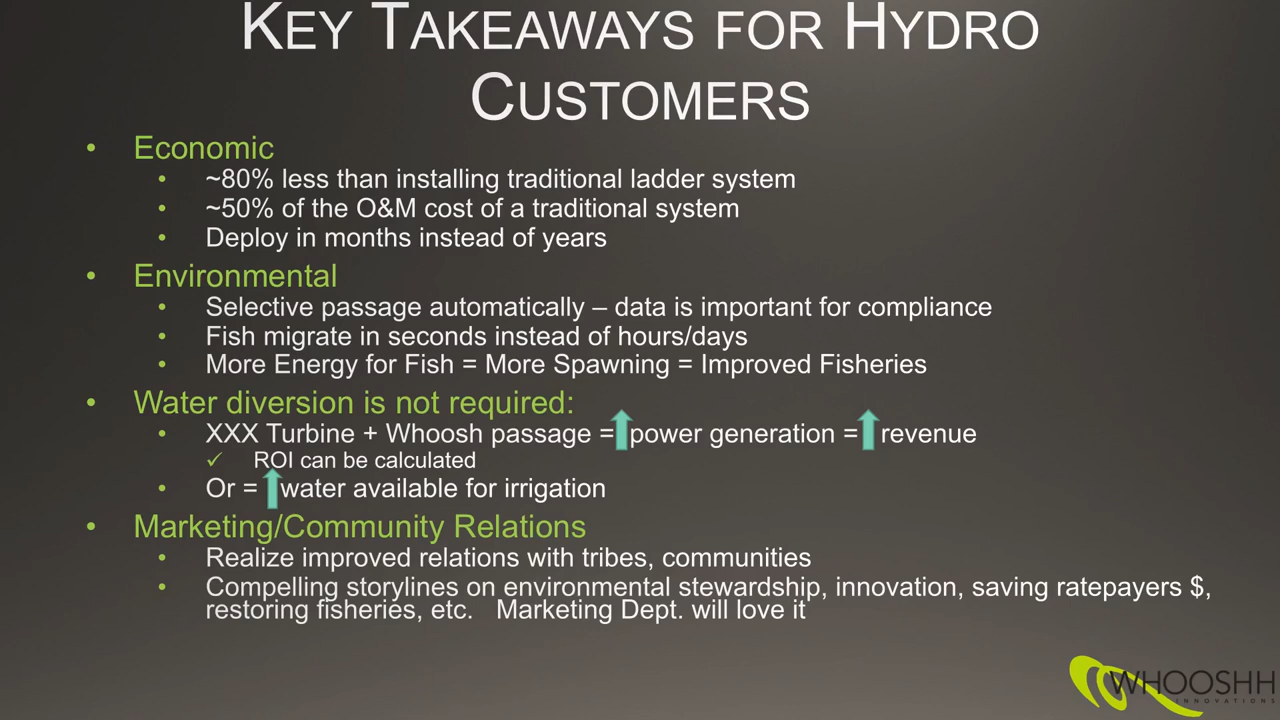 KEY TAKEAWAYS FOR HYDRO
CUSTOMERS
• Economic
• ~80% less than installing traditional ladder system
• ~50% of the O&M cost of a traditional system
• Deploy in months instead of years
• Environmental
• Selective passage automatically – data is important for compliance
• Fish migrate in seconds instead of hours/days
• More Energy for Fish = More Spawning = Improved Fisheries
• Water diversion is not required:
• XXX Turbine + Whoosh passage = power generation = revenue
✓ ROI can be calculated
• Or = water available for irrigation
• Marketing/Community Relations
• Realize improved relations with tribes, communities
• Compelling storylines on environmental stewardship, innovation, saving ratepayers $,
restoring fisheries, etc. Marketing Dept. will love it
WHOOSHH
INNOVATIONS